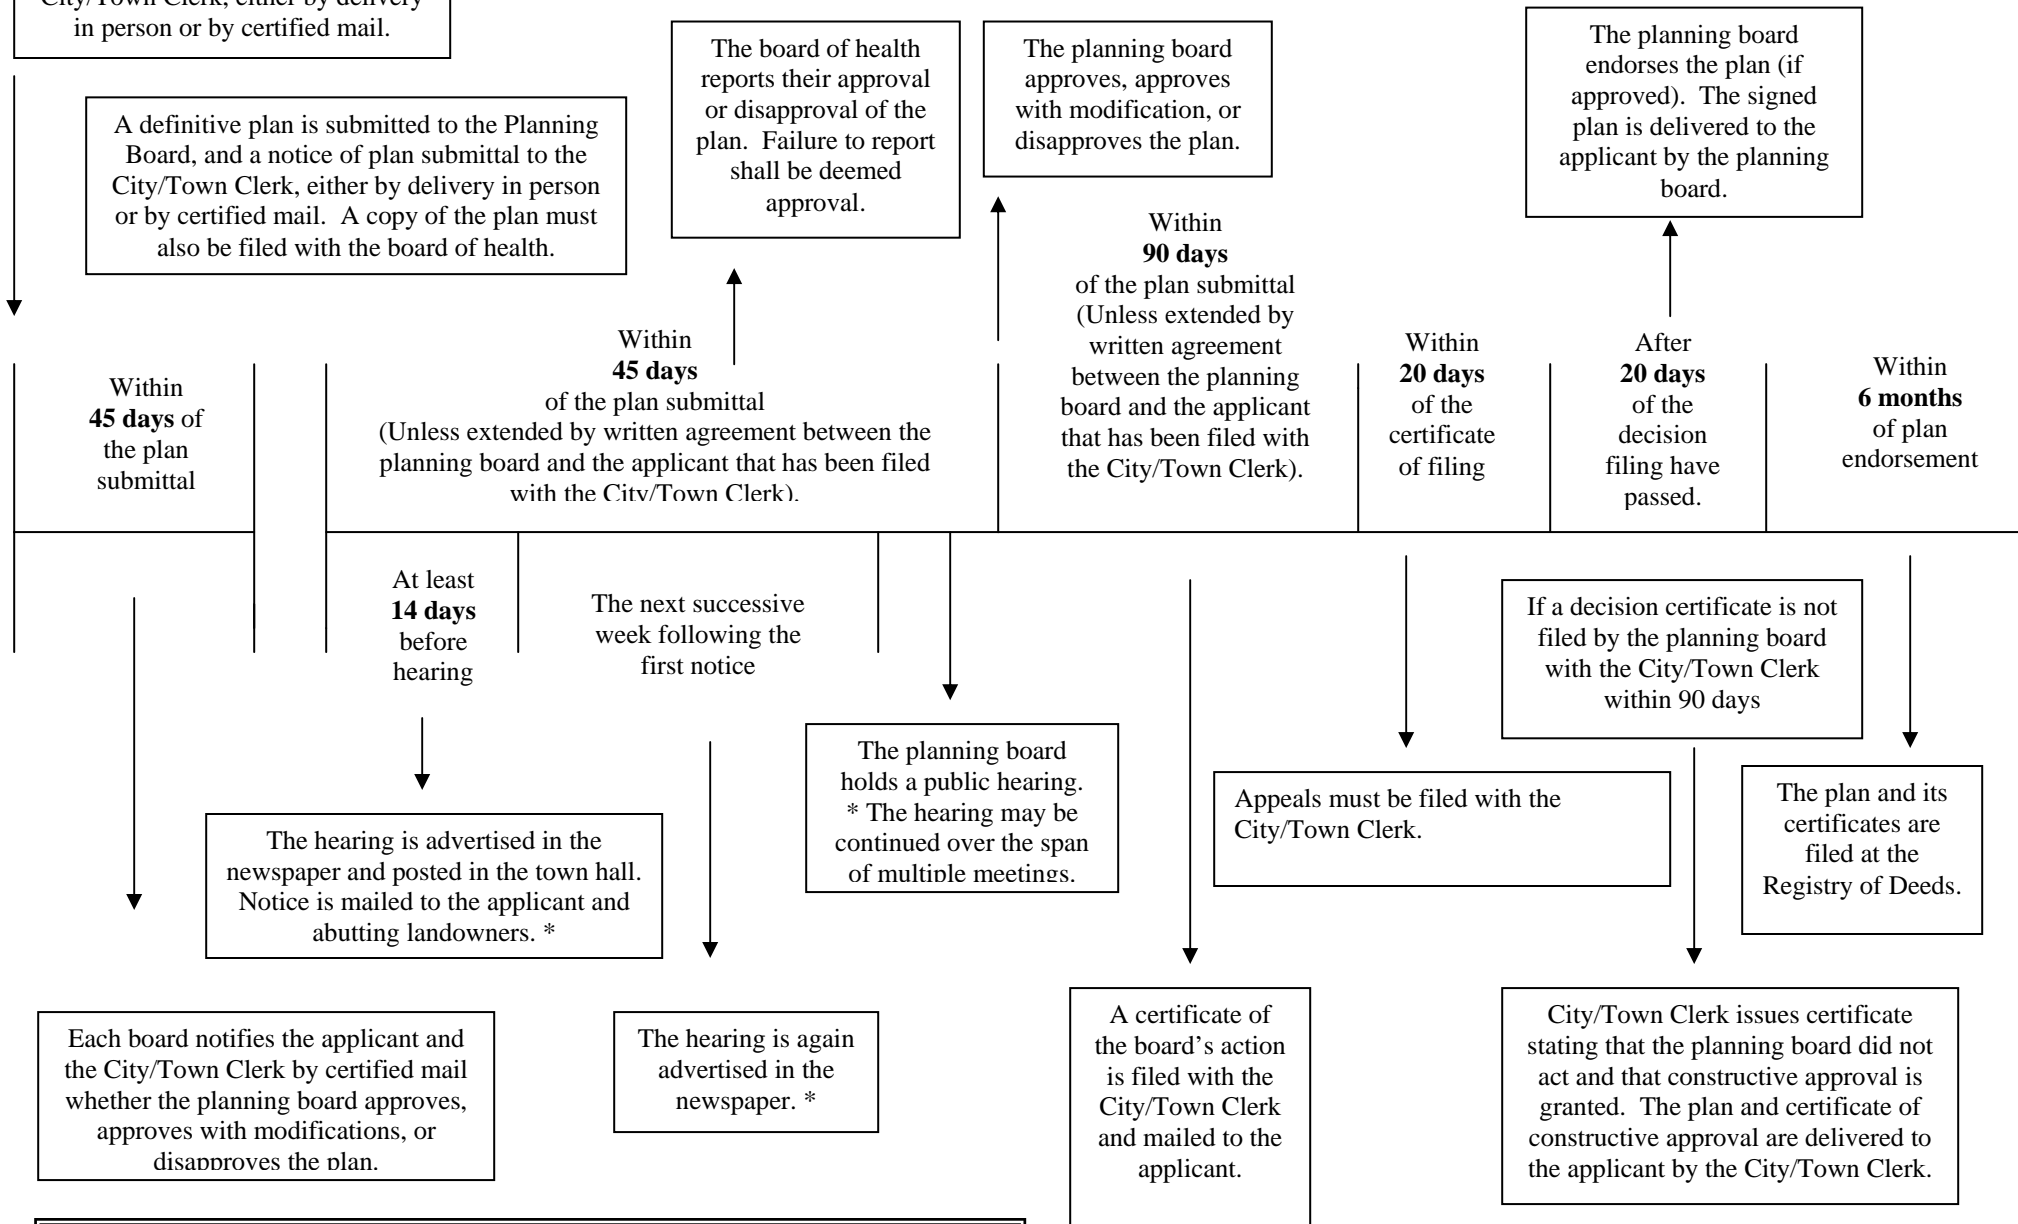 City/Town Clerk, either by delivery
in person or by certified mail.
A definitive plan is submitted to the Planning
Board, and a notice of plan submittal to the
City/Town Clerk, either by delivery in person
or by certified mail.  A copy of the plan must
also be filed with the board of health.
The board of health
reports their approval
or disapproval of the
plan.  Failure to report
shall be deemed
approval.
The planning board
approves, approves
with modification, or
disapproves the plan.
The planning board
endorses the plan (if
approved).  The signed
plan is delivered to the
applicant by the planning
board.
Within
45 days of
the plan
submittal
Within
45 days
of the plan submittal
(Unless extended by written agreement between the
planning board and the applicant that has been filed
with the City/Town Clerk).
Within
90 days
of the plan submittal
(Unless extended by
written agreement
between the planning
board and the applicant
that has been filed with
the City/Town Clerk).
Within
20 days
of the
certificate
of filing
After
20 days
of the
decision
filing have
passed.
Within
6 months
of plan
endorsement
At least
14 days
before
hearing
The next successive
week following the
first notice
If a decision certificate is not
filed by the planning board
with the City/Town Clerk
within 90 days
The planning board
holds a public hearing.
* The hearing may be
continued over the span
of multiple meetings.
Appeals must be filed with the
City/Town Clerk.
The plan and its
certificates are
filed at the
Registry of Deeds.
The hearing is advertised in the
newspaper and posted in the town hall.
Notice is mailed to the applicant and
abutting landowners. *
Each board notifies the applicant and
the City/Town Clerk by certified mail
whether the planning board approves,
approves with modifications, or
disapproves the plan.
The hearing is again
advertised in the
newspaper. *
A certificate of
the board's action
is filed with the
City/Town Clerk
and mailed to the
applicant.
City/Town Clerk issues certificate
stating that the planning board did not
act and that constructive approval is
granted.  The plan and certificate of
constructive approval are delivered to
the applicant by the City/Town Clerk.